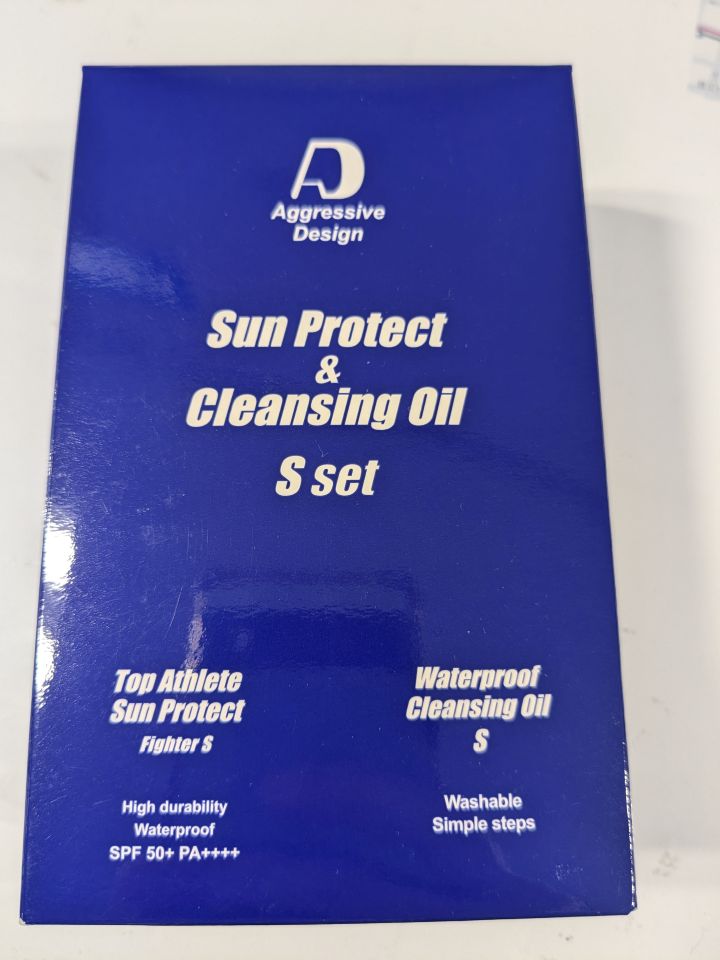 AD
Aggressive
Design
Sun Protect
&
Cleansing Oil
S set
Top Athlete
Sun Protect
Fighter S
High durability
Waterproof
SPF 50+ PA++++
Waterproof
Cleansing Oil
S
Washable
Simple steps